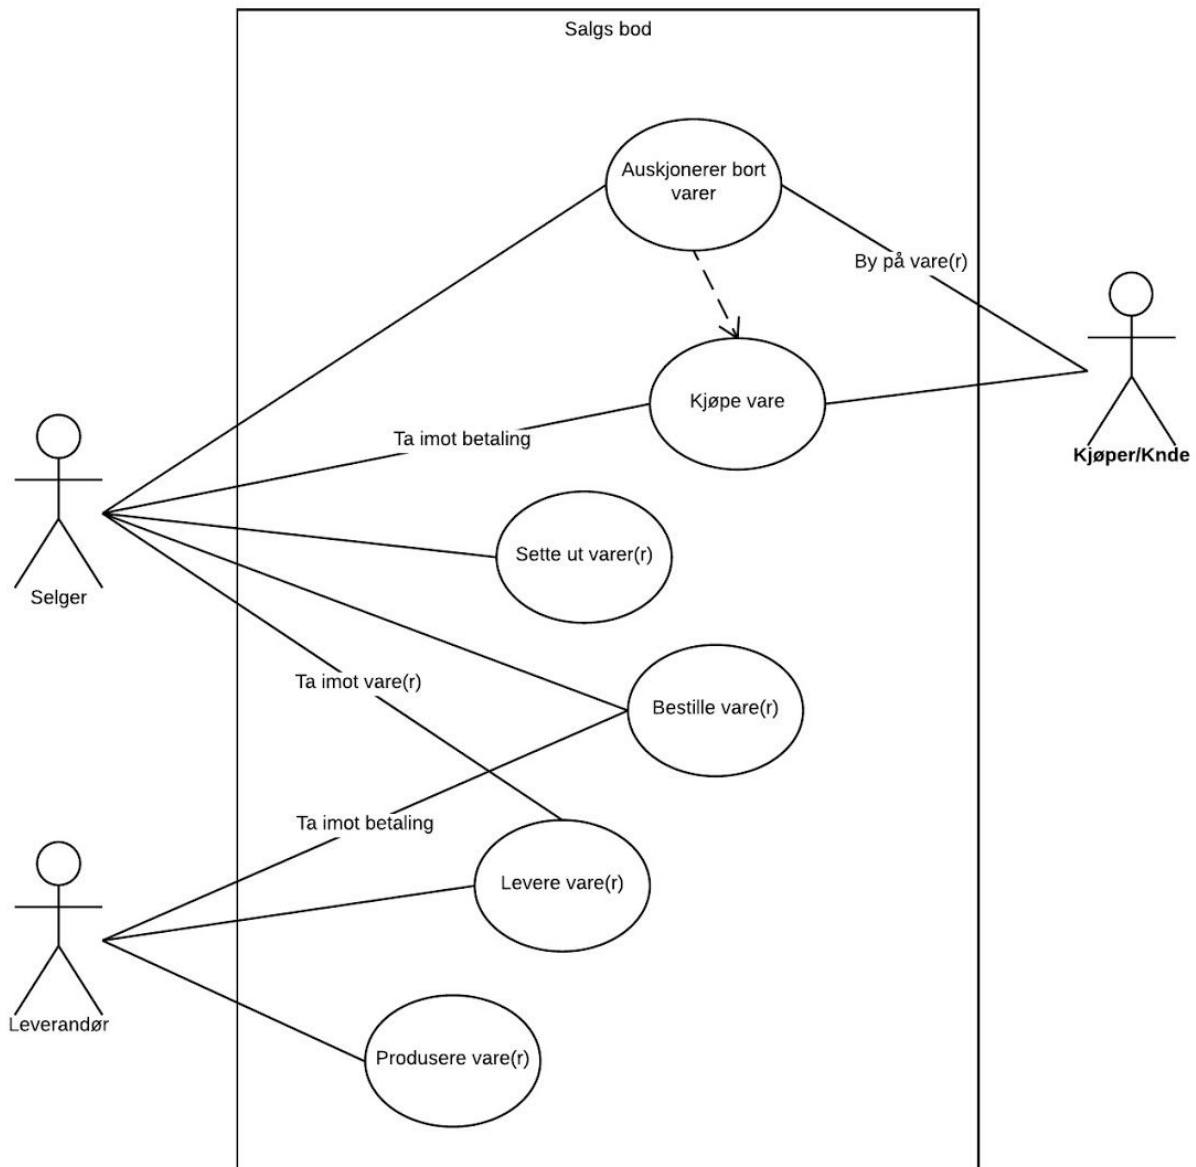 Salgs bod
Auskjonerer bort
varer
By på vare(r)
Kjøpe vare
Ta imot betaling
Kjøper/Knde
Sette ut varer(r)
Selger
Ta imot vare(r)
Bestille vare(r)
Ta imot betaling
Levere vare(r)
Leverandør
Produsere vare(r)